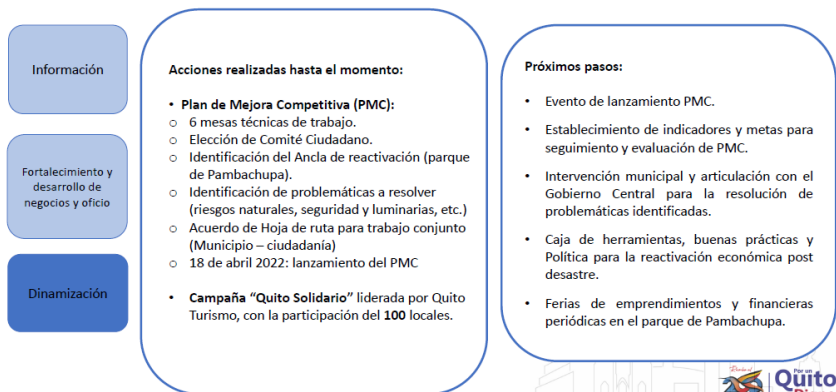 Información
Fortalecimiento y
desarrollo de
negocios y oficio
Dinamización
Acciones realizadas hasta el momento:
• Plan de Mejora Competitiva (PMC):
o 6 mesas técnicas de trabajo.
o Elección de Comité Ciudadano.
o Identificación del Ancla de reactivación (parque
de Pambachupa).
o Identificación de problemáticas a resolver
(riesgos naturales, seguridad y luminarias, etc.)
o Acuerdo de Hoja de ruta para trabajo conjunto
(Municipio – ciudadanía)
o 18 de abril 2022: lanzamiento del PMC
• Campaña “Quito Solidario” liderada por Quito
Turismo, con la participación del 100 locales.
Próximos pasos:
• Evento de lanzamiento PMC.
• Establecimiento de indicadores y metas para
seguimiento y evaluación de PMC.
• Intervención municipal y articulación con el
Gobierno Central para la resolución de
problemáticas identificadas.
• Caja de herramientas, buenas prácticas y
Política para la reactivación económica post
desastre.
• Ferias de emprendimientos y financieras
periódicas en el parque de Pambachupa.
Por un
Quito